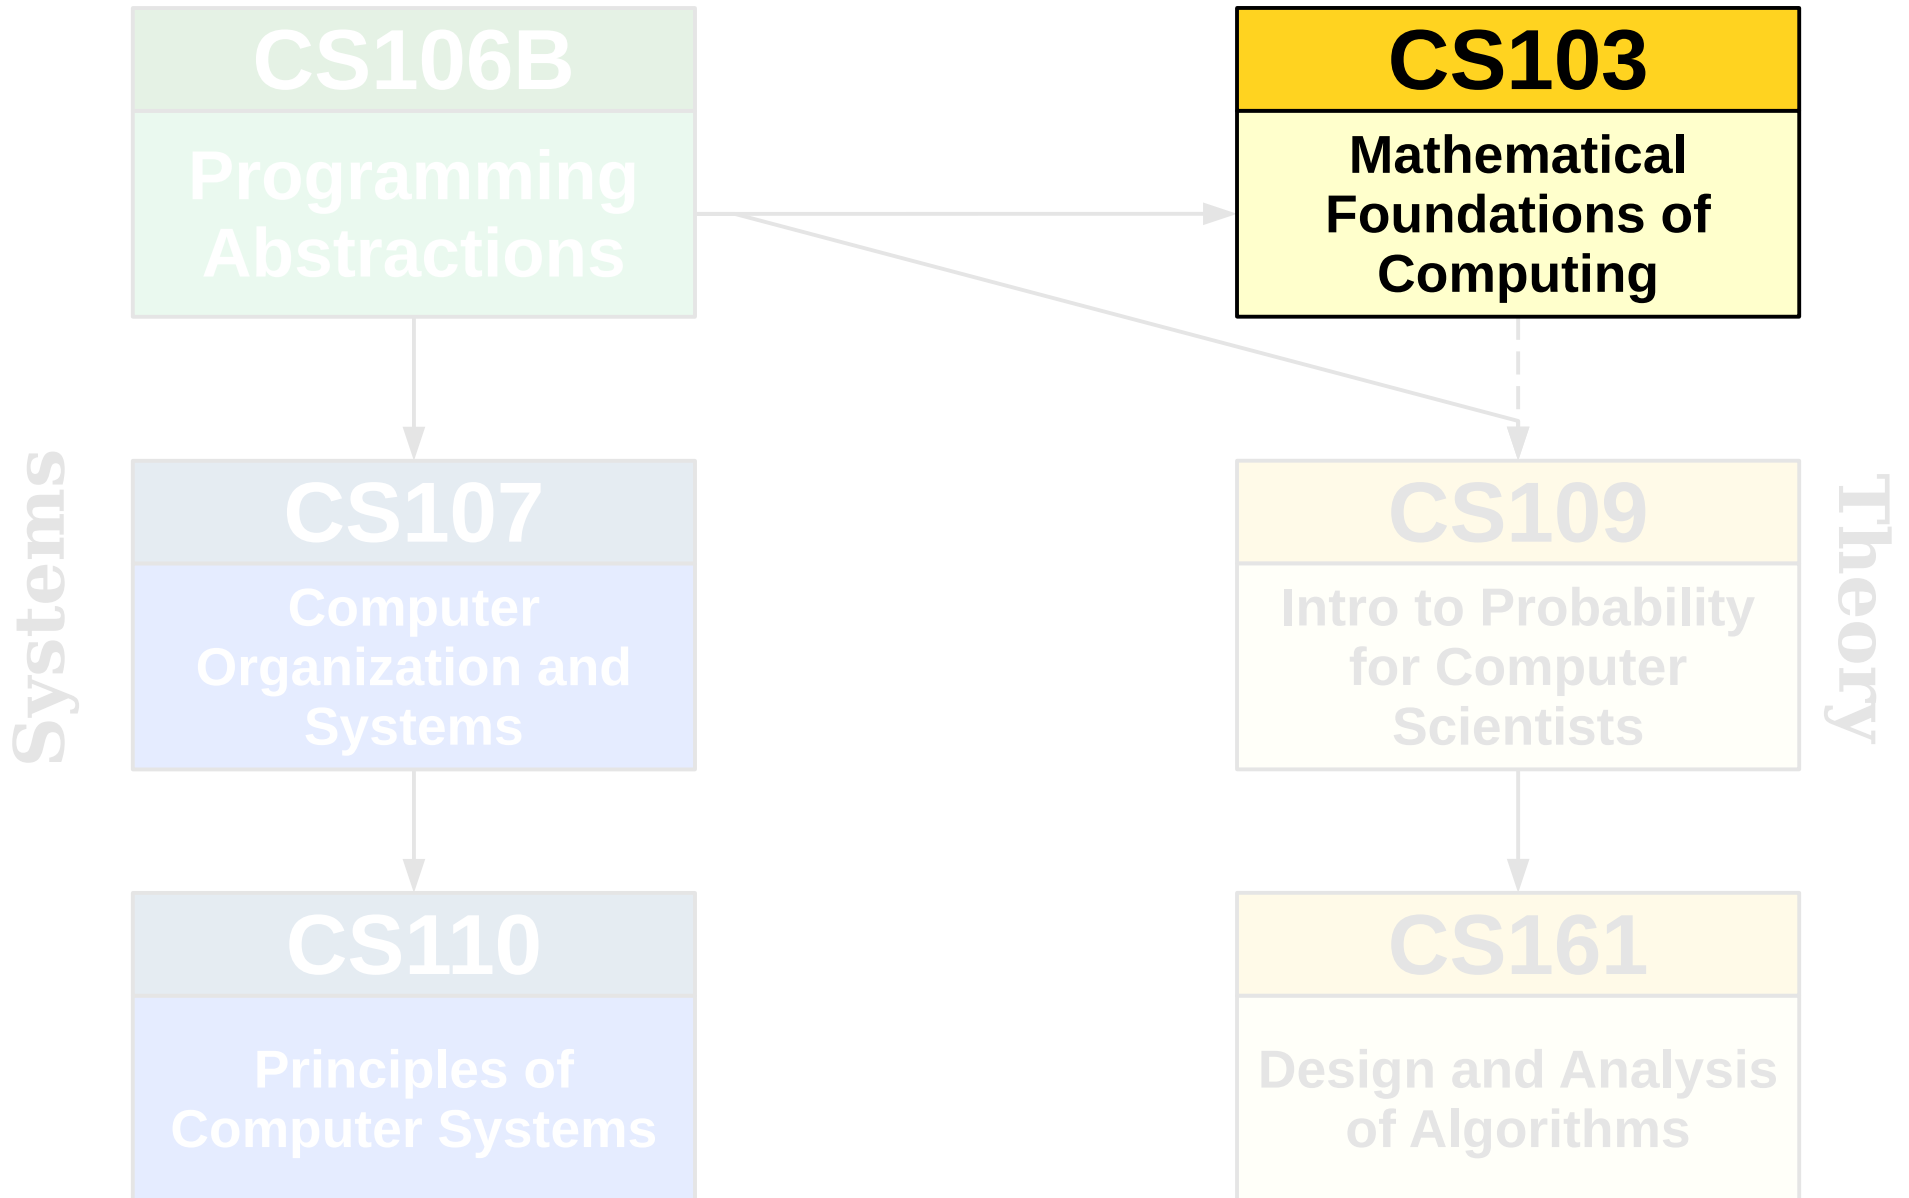 CS106B
Programming
Abstractions
CS103
Mathematical
Foundations of
Computing
Systems
CS107
Computer
Organization and
Systems
CS109
Intro to Probability
for Computer
Scientists
Theory
CS110
Principles of
Computer Systems
CS161
Design and Analysis
of Algorithms